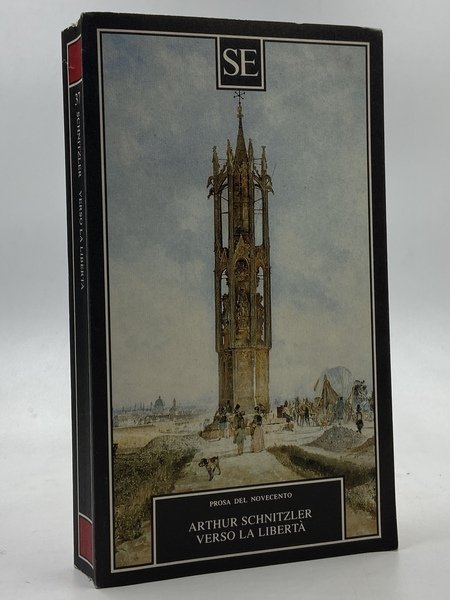 SE
PROSA DEL NOVECENTO
ARTHUR SCHNITZLER
VERSO LA LIBERTÀ
SCHNITZLER VERSO LA LIBERTÀ